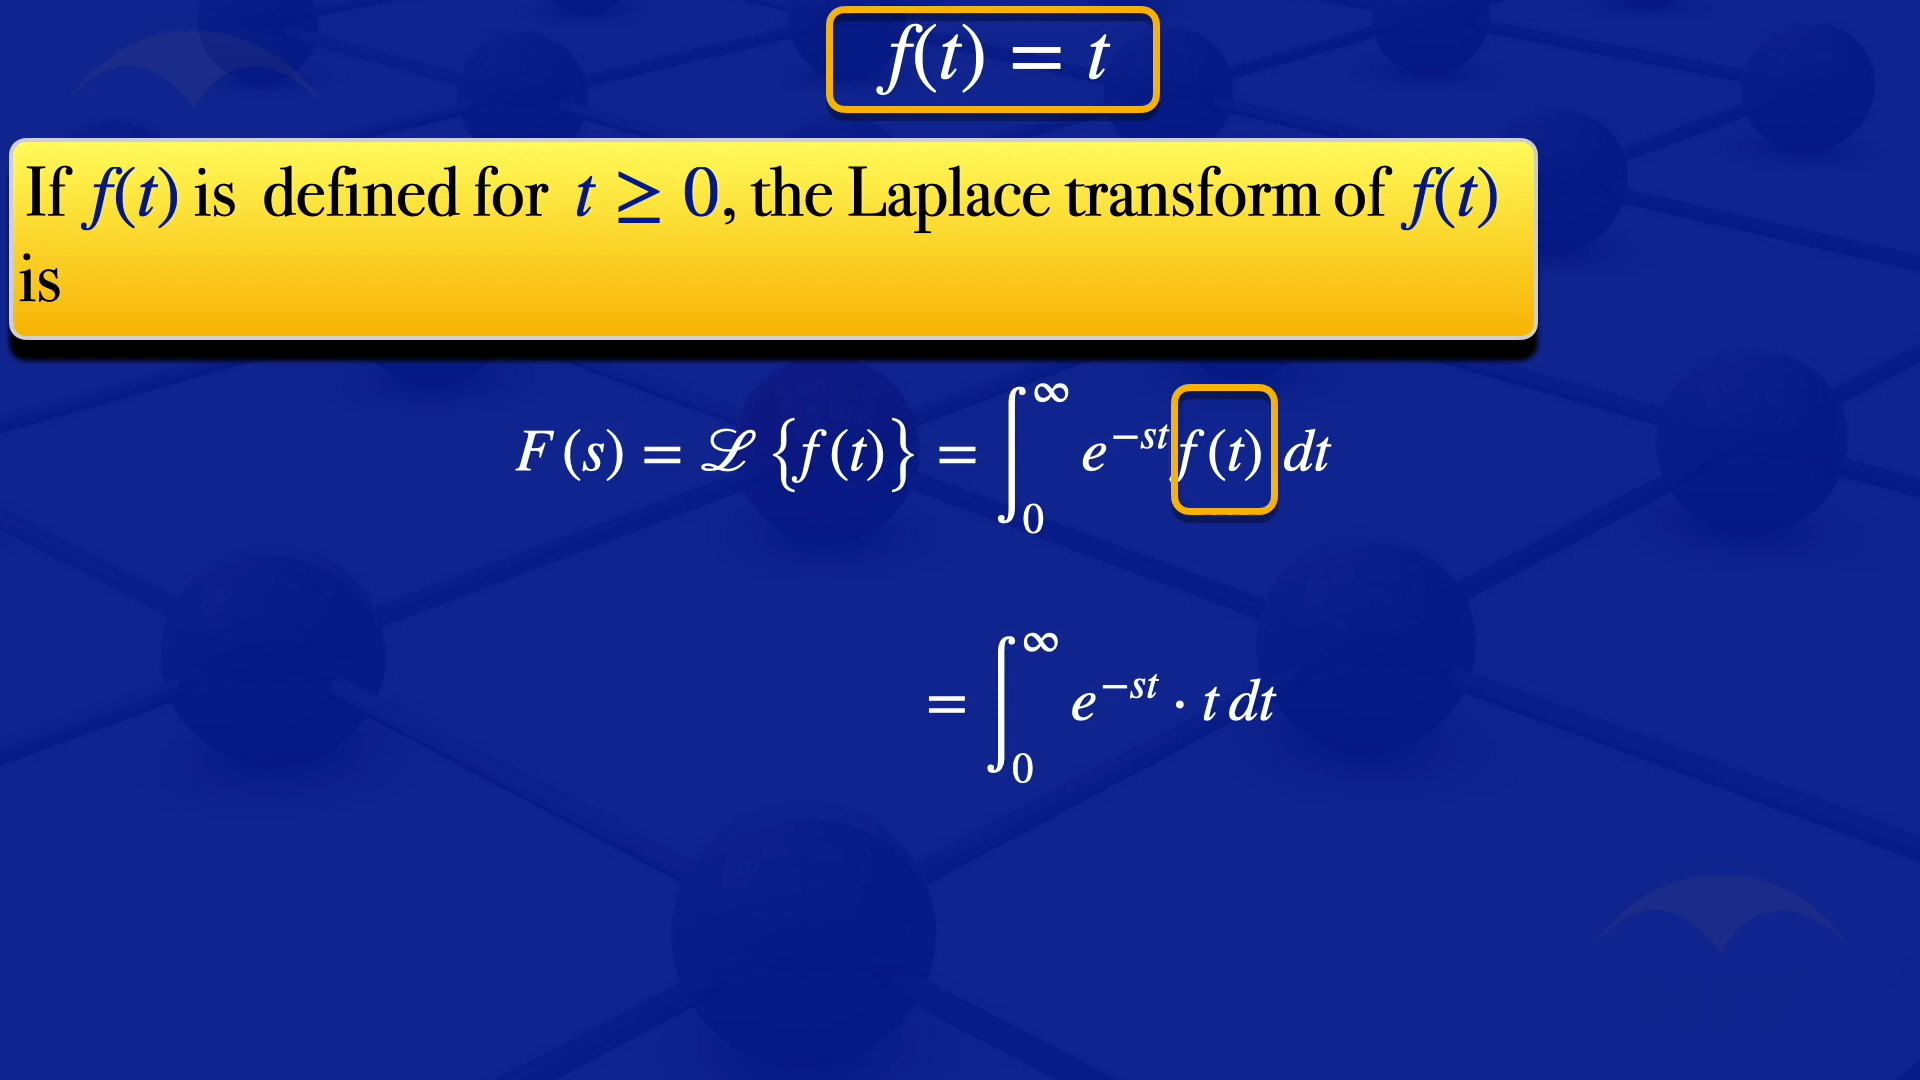 f(t) = t
If f(t) is defined for t ≥ 0, the Laplace transform of f(t)
is
F(s) = ℒ{f(t)} = ∫₀^∞ e^{−st} f(t) dt
= ∫₀^∞ e^{−st} · t dt